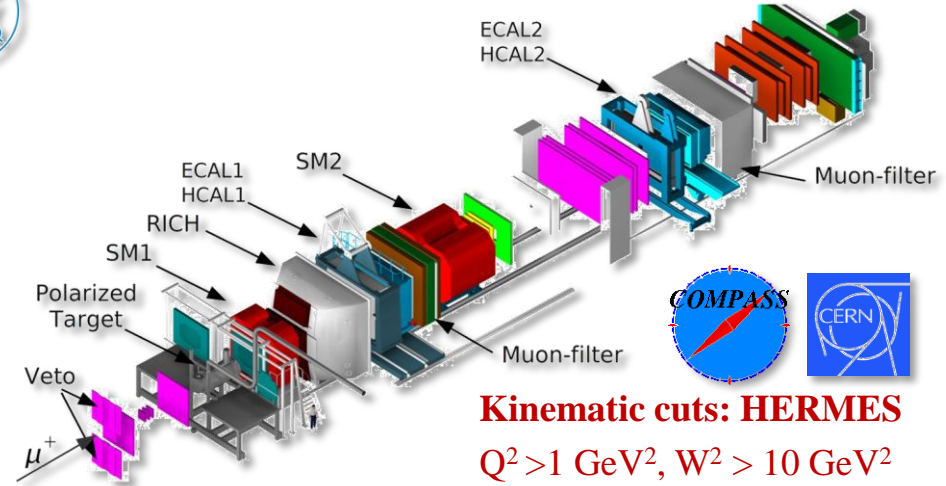 ECAL2
HCAL2
Muon-filter
SM2
ECAL1
HCAL1
RICH
SM1
Polarized
Target
Veto
μ⁺
Muon-filter
COMPASS
CERN
Kinematic cuts: HERMES
Q² >1 GeV², W² > 10 GeV²